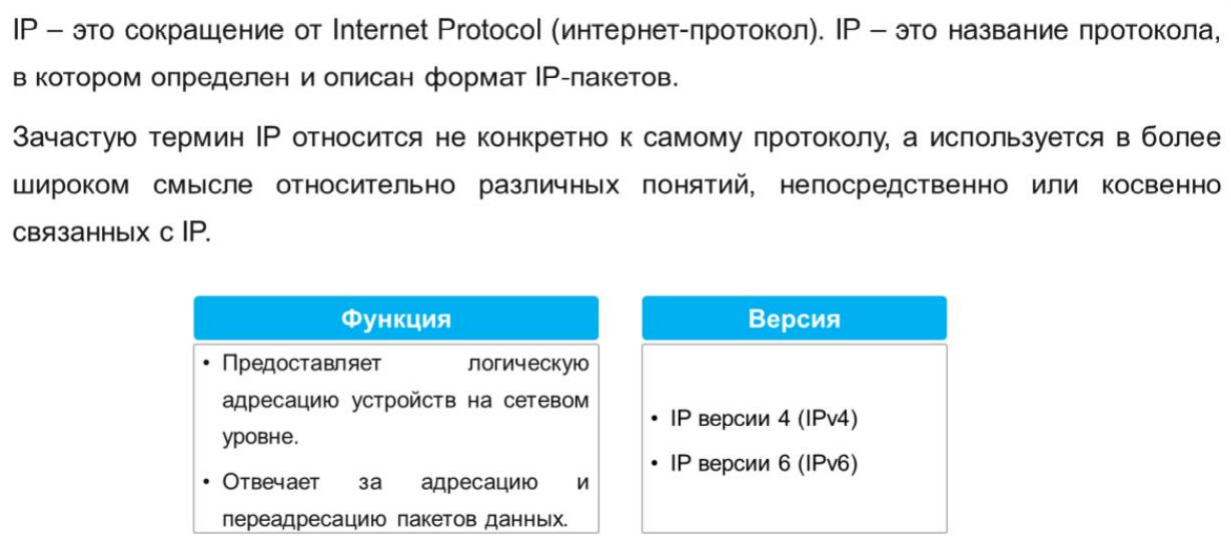 IP – это сокращение от Internet Protocol (интернет-протокол). IP – это название протокола,
в котором определен и описан формат IP-пакетов.
Зачастую термин IP относится не конкретно к самому протоколу, а используется в более
широком смысле относительно различных понятий, непосредственно или косвенно
связанных с IP.
Функция
• Предоставляет логическую
адресацию устройств на сетевом
уровне.
• Отвечает за адресацию и
переадресацию пакетов данных.
Версия
• IP версии 4 (IPv4)
• IP версии 6 (IPv6)